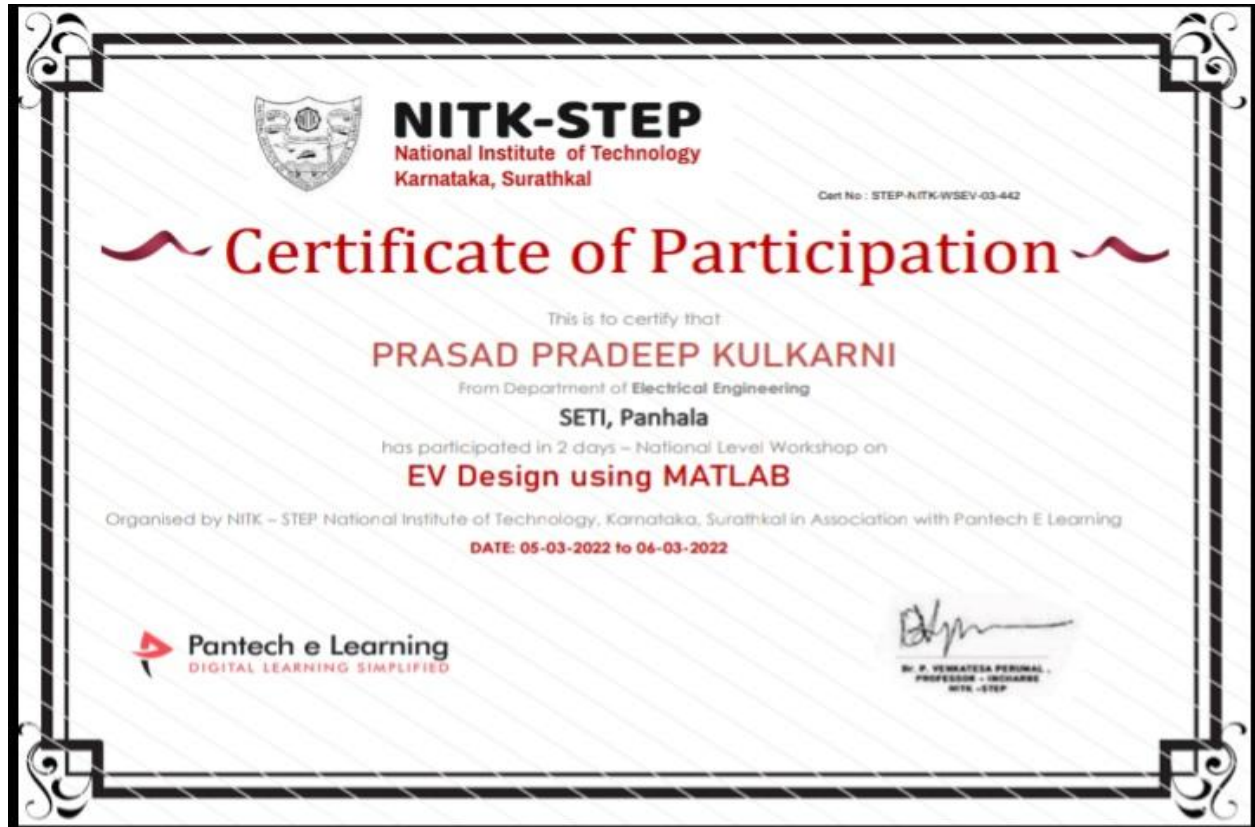 NITK-STEP
National Institute of Technology
Karnataka, Surathkal
Cert No : STEP-NITK-WSEV-03-442
Certificate of Participation
This is to certify that
PRASAD PRADEEP KULKARNI
From Department of Electrical Engineering
SETI, Panhala
has participated in 2 days – National Level Workshop on
EV Design using MATLAB
Organised by NITK – STEP National Institute of Technology, Karnataka, Surathkal in Association with Pantech E Learning
DATE: 05-03-2022 to 06-03-2022
Pantech e Learning
DIGITAL LEARNING SIMPLIFIED
Dr. P. VENKATESA PERUMAL ,
PROFESSOR – INCHARGE
NITK –STEP